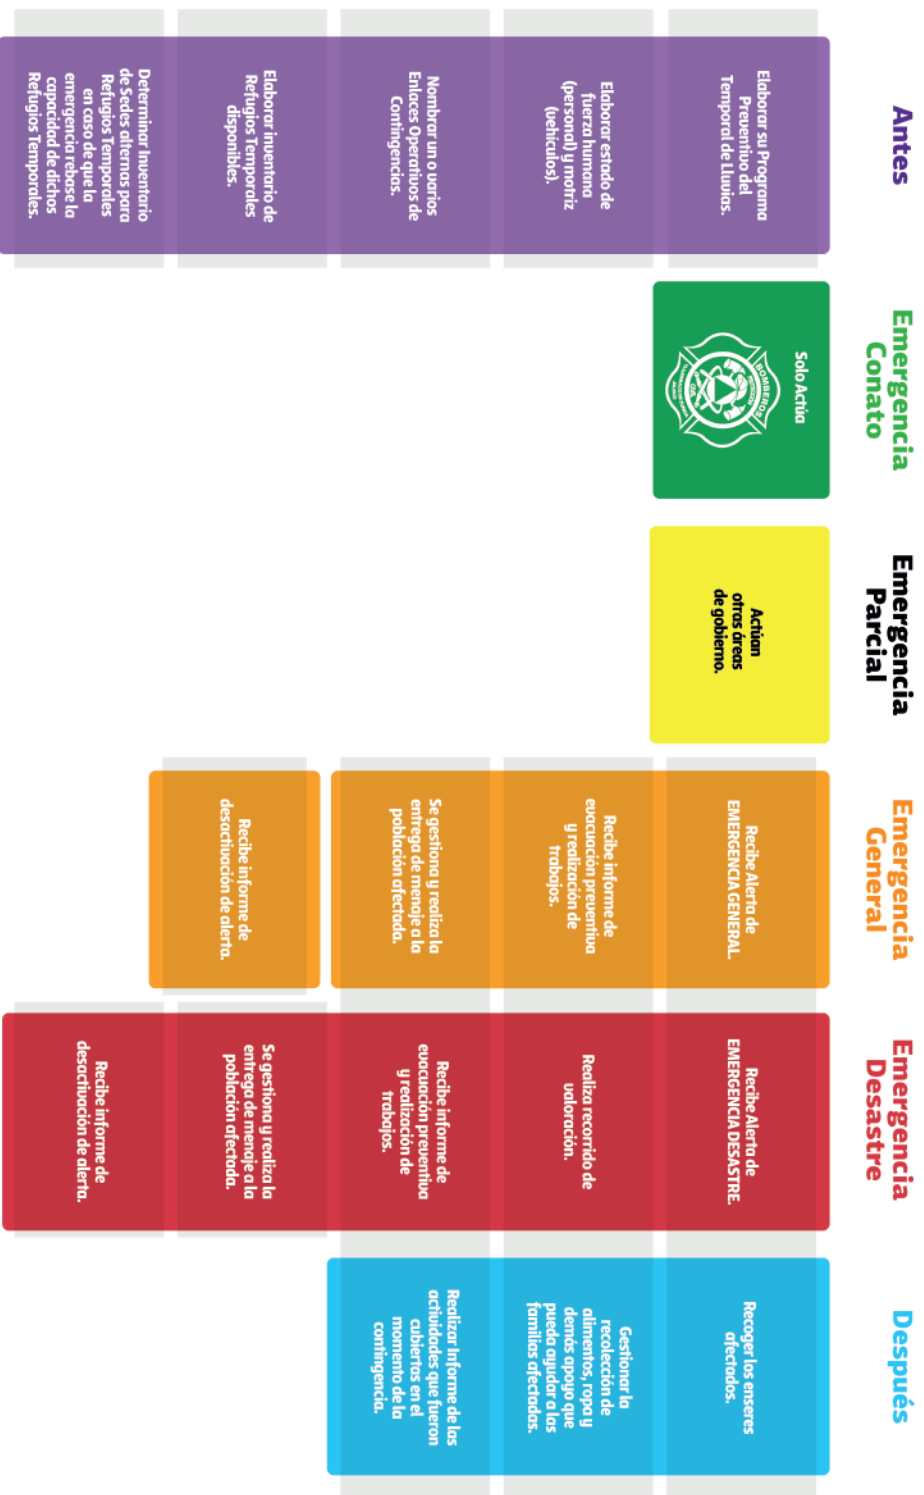 Antes
Elaborar su Programa
Preventivo del
Temporal de Lluvias.
Elaborar estado de
fuerza humana
(personal) y motriz
(vehículos).
Nombrar un o varios
Enlaces Operativos de
Contingencias.
Elaborar inventario de
Refugios Temporales
disponibles.
Determinar Inventario
de Sedes alternas para
Refugios Temporales
en caso de que la
emergencia rebase la
capacidad de dichos
Refugios Temporales.
Emergencia
Conato
Solo Actúa
BOMBEROS
Emergencia
Parcial
Actúan
otras áreas
de gobierno.
Emergencia
General
Recibe Alerta de
EMERGENCIA GENERAL.
Recibe informe de
evacuación preventiva
y realización de
trabajos.
Se gestiona y realiza la
entrega de menaje a la
población afectada.
Recibe informe de
desactivación de alerta.
Emergencia
Desastre
Recibe Alerta de
EMERGENCIA DESASTRE.
Realiza recorrido de
valoración.
Recibe informe de
evacuación preventiva
y realización de
trabajos.
Se gestiona y realiza la
entrega de menaje a la
población afectada.
Recibe informe de
desactivación de alerta.
Después
Recoger los enseres
afectados.
Gestionar la
recolección de
alimentos, ropa y
demás apoyo que
pueda ayudar a las
familias afectadas.
Realizar Informe de las
actividades que fueron
cubiertas en el
momento de la
contingencia.